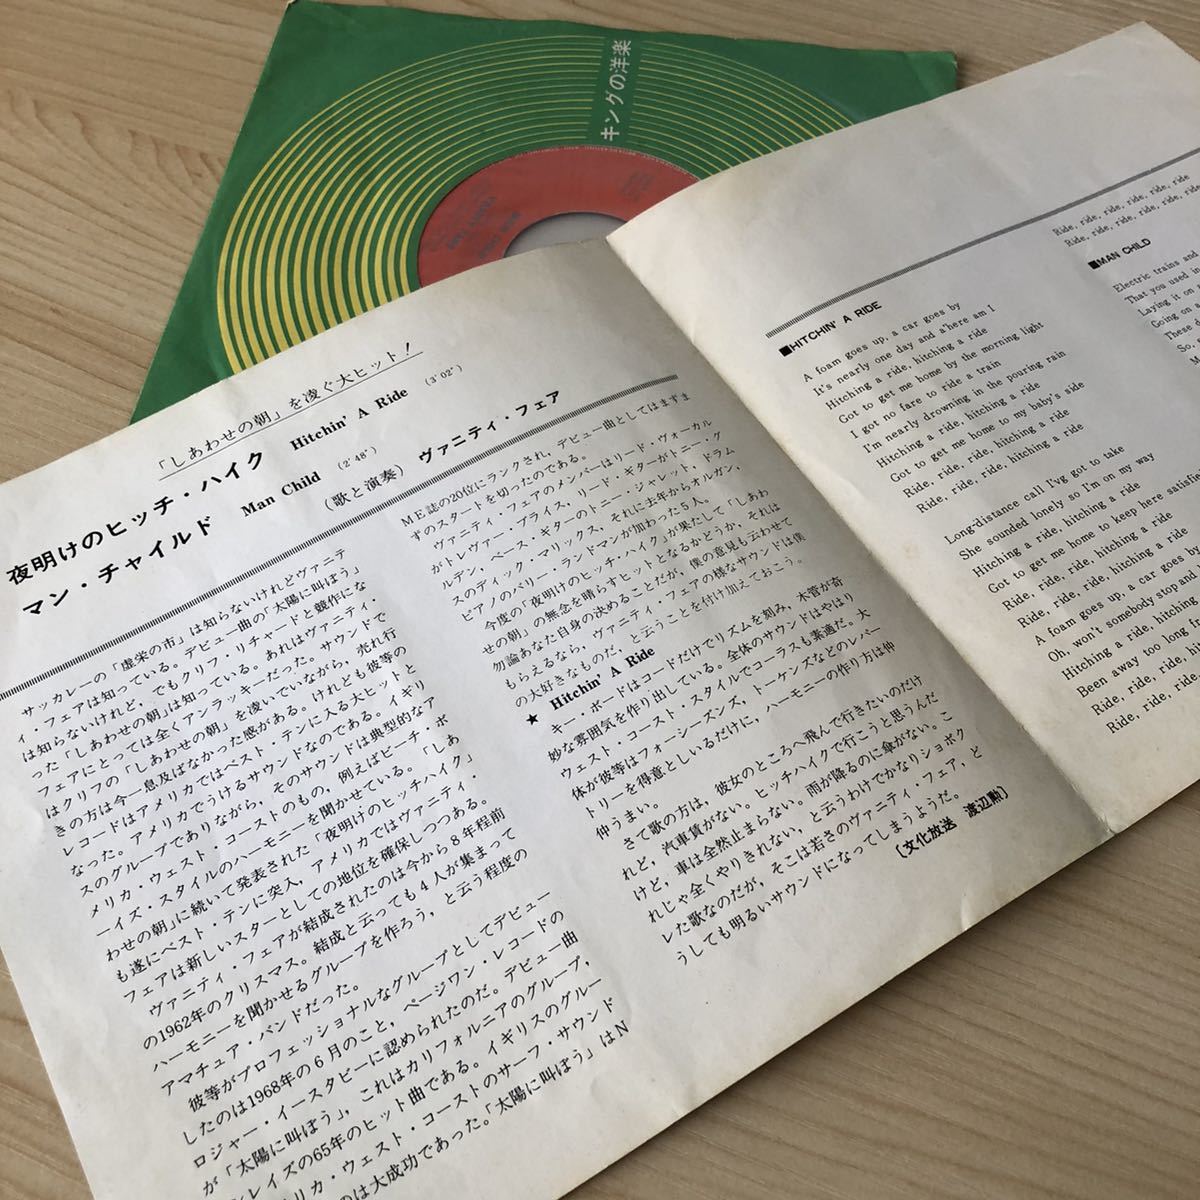 キングの洋楽
「しあわせの朝」を凌ぐ大ヒット！
夜明けのヒッチ・ハイク Hitchin' A Ride (3′02″)
マン・チャイルド Man Child (2′48″)
(歌と演奏) ヴァニティ・フェア
サッカレーの「虚栄の市」は知らないけれどヴァニテ
ィ・フェアは知っている。デビュー曲の「太陽に叫ぼう」
は知らないけれど，でもクリフ・リチャードと競作にな
った「しあわせの朝」は知っている。あれはヴァニティ・
フェアにとっては全くアンラッキーだった。サウンドで
はクリフの「しあわせの朝」を凌いでいながら，売れ行
きの方は今一息及ばなかった感がある。けれども彼等の
レコードはアメリカではベスト・テンに入る大ヒットと
なった。アメリカでうけるサウンドなのである。イギリ
スのグループでありながら，そのサウンドは典型的なア
メリカ・ウェスト・コーストのもの，例えばビーチ・ボ
ーイズ・スタイルのハーモニーを聞かせている。「しあ
わせの朝」に続いて発表された「夜明けのヒッチハイク」
も遂にベスト・テンに突入，アメリカではヴァニティ・
フェアは新しいスターとしての地位を確保しつつある。
ヴァニティ・フェアが結成されたのは今から８年程前
の1962年のクリスマス。結成と云っても４人が集まって
ハーモニーを聞かせるグループを作ろう，と云う程度の
アマチュア・バンドだった。
彼等がプロフェッショナルなグループとしてデビュー
したのは1968年の６月のこと，ページワン・レコードの
ロジャー・イースタビーに認められたのだ。デビュー曲
が「太陽に叫ぼう」，これはカリフォルニアのグループ，
レイズの65年のヒット曲である。イギリスのグルー
リカ・ウェスト・コーストのサーフ・サウンド
のは大成功であった。「太陽に叫ぼう」はN
ME誌の20位にランクされ，デビュー曲としてはまずま
ずのスタートを切ったのである。
ヴァニティ・フェアのメンバーはリード・ヴォーカル
がトレヴァー・ブライス，リード・ギターがトニー・グ
ルデン，ベース・ギターのトニー・ジャレット，ドラム
スのディック・マリックス，それに去年からオルガン，
ピアノのバリー・ランドマンが加わった５人。
今度の「夜明けのヒッチ・ハイク」が果たして「しあわ
せの朝」の無念を晴らすヒットとなるかどうか，それは
勿論あなた自身の決めることだが，僕の意見も云わせて
もらえるなら，ヴァニティ・フェアの様なサウンドは僕
の大好きなものだ，と云うことを付け加えておこう。
★ Hitchin' A Ride
キー・ボードはコードだけでリズムを刻み，木管が奇
妙な雰囲気を作り出している。全体のサウンドはやはり
ウェスト・コースト・スタイルでコーラスも素適だ。大
体が彼等はフォーシーズンズ，トーケンズなどのレパー
トリーを得意としているだけに，ハーモニーの作り方は仲
仲うまい。
さて歌の方は，彼女のところへ飛んで行きたいのだけ
れど，汽車賃がない。ヒッチハイクで行こうと思うんだ
けど，車は全然止まらない。雨が降るのに傘がない。こ
れじゃ全くやりきれない，と云うわけでかなりショボク
レた歌なのだが，そこは若さのヴァニティ・フェア，ど
うしても明るいサウンドになってしまうようだ。
〔文化放送 渡辺勲〕
■HITCHIN' A RIDE
A foam goes up, a car goes by
It's nearly one day and a'here am I
Hitching a ride, hitching a ride
Got to get me home by the morning light
I got no fare to ride a train
I'm nearly drowning in the pouring rain
Hitching a ride, hitching a ride
Got to get me home to my baby's side
Ride, ride, ride, hitching a ride
Ride, ride, ride, hitching a ride
Long-distance call I've got to take
She sounded lonely so I'm on my way
Hitching a ride, hitching a ride
Got to get me home to keep here satisfied
Ride, ride, ride, hitching a ride
Ride, ride, ride, hitching a ride
A foam goes up, a car goes by
Oh, won't somebody stop and
Hitching a ride, hitching
Been away too long
Ride, ride, ride,
Ride, ride, ride,
Ride, ride, ride, ride, ride, ride
Ride, ride, ride, ride, ride, ride
■MAN CHILD
Electric trains and
That you used in
Laying it on
Going on a
These d
So,
M